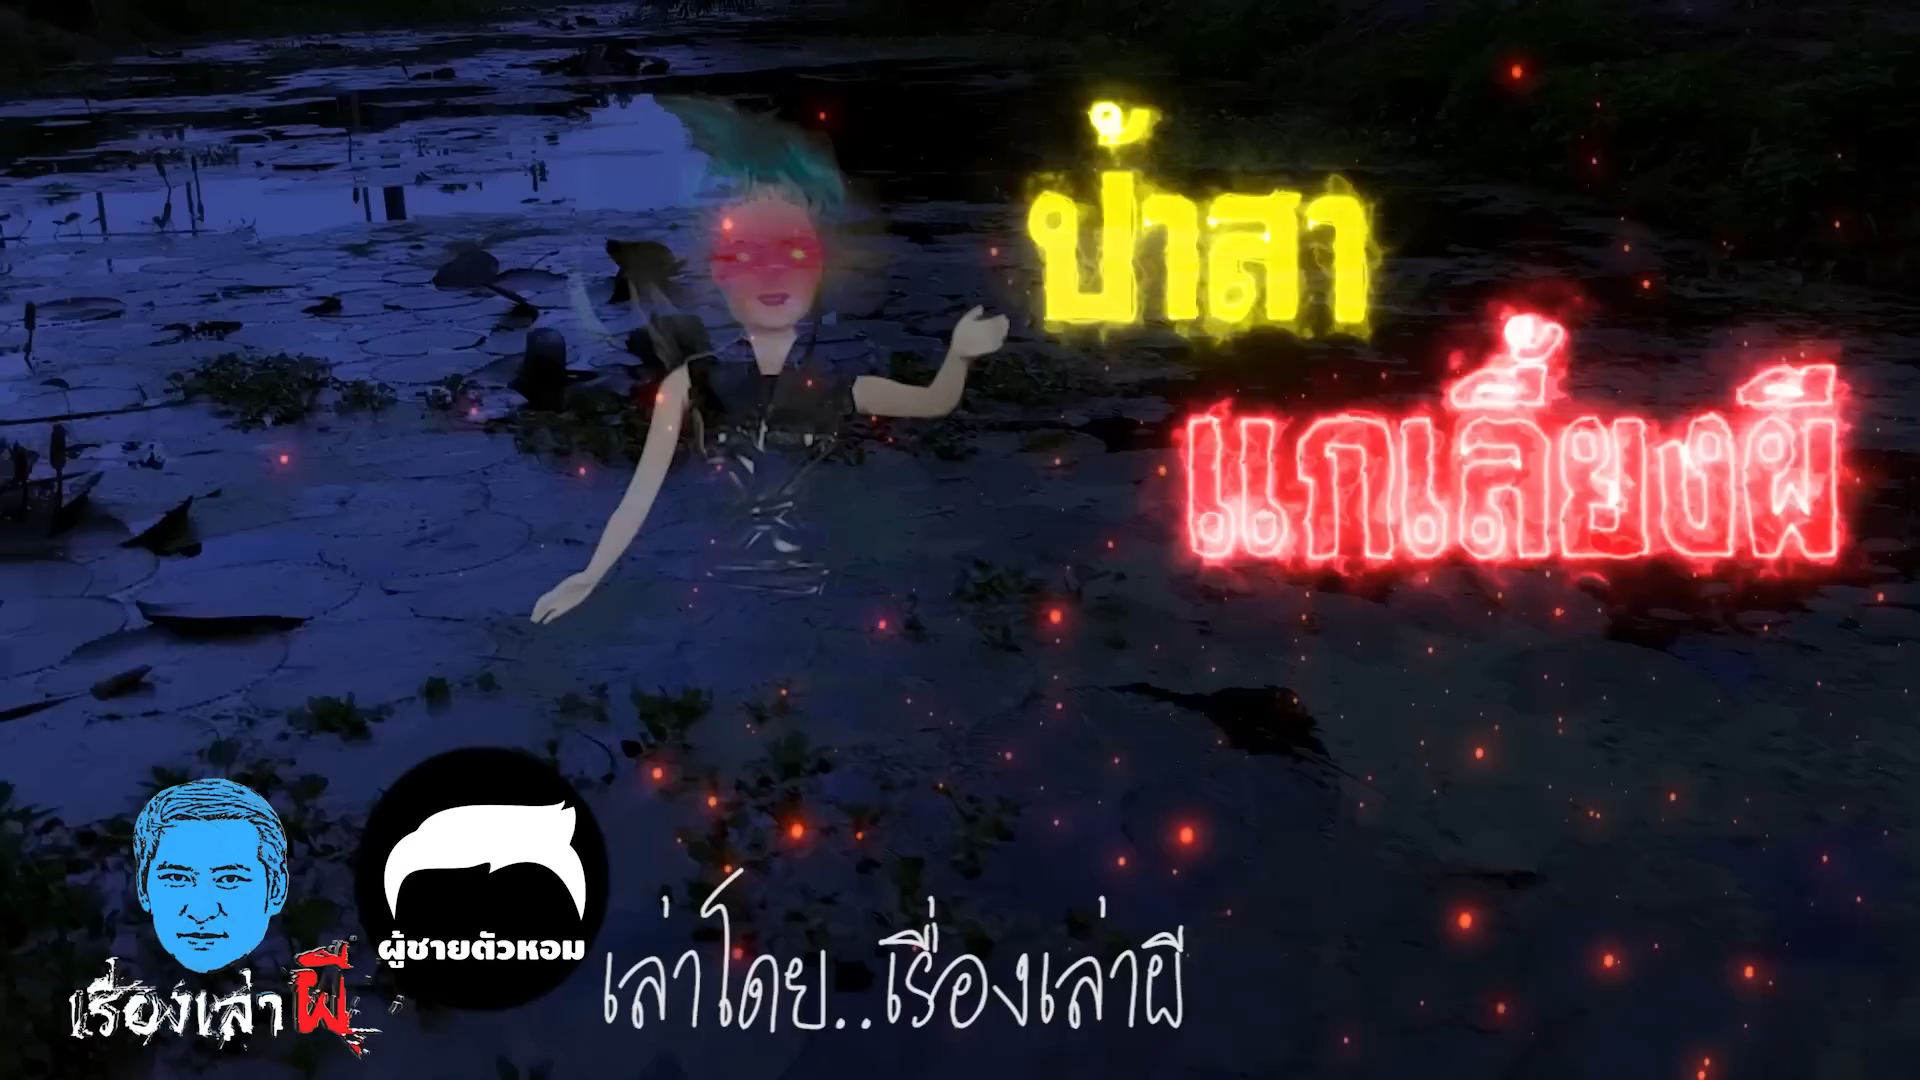 ป้าสา
แกเลี้ยงผี
ผู้ชายตัวหอม
เรื่องเล่าผี
เล่าโดย..เรื่องเล่าผี